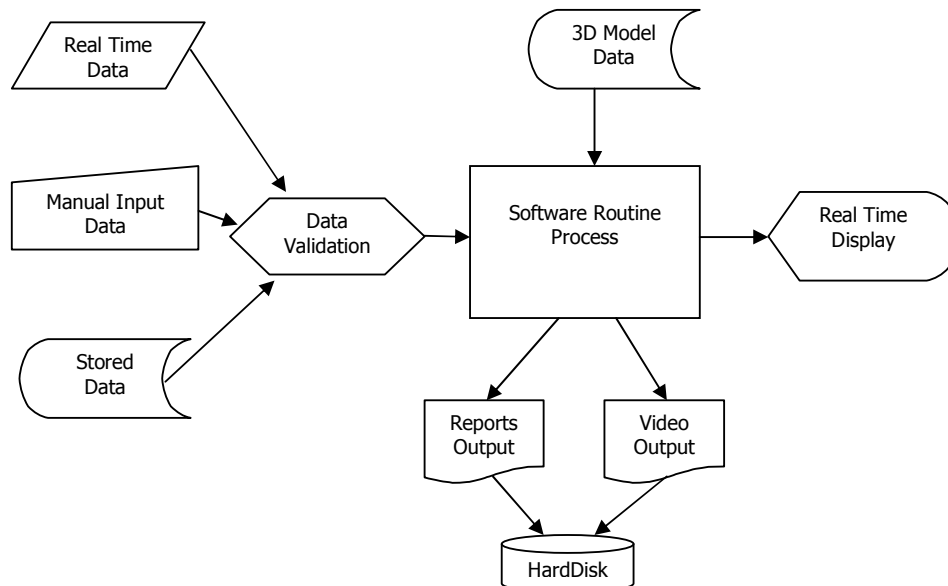 Real Time
Data
3D Model
Data
Manual Input
Data
Data
Validation
Software Routine
Process
Real Time
Display
Stored
Data
Reports
Output
Video
Output
HardDisk